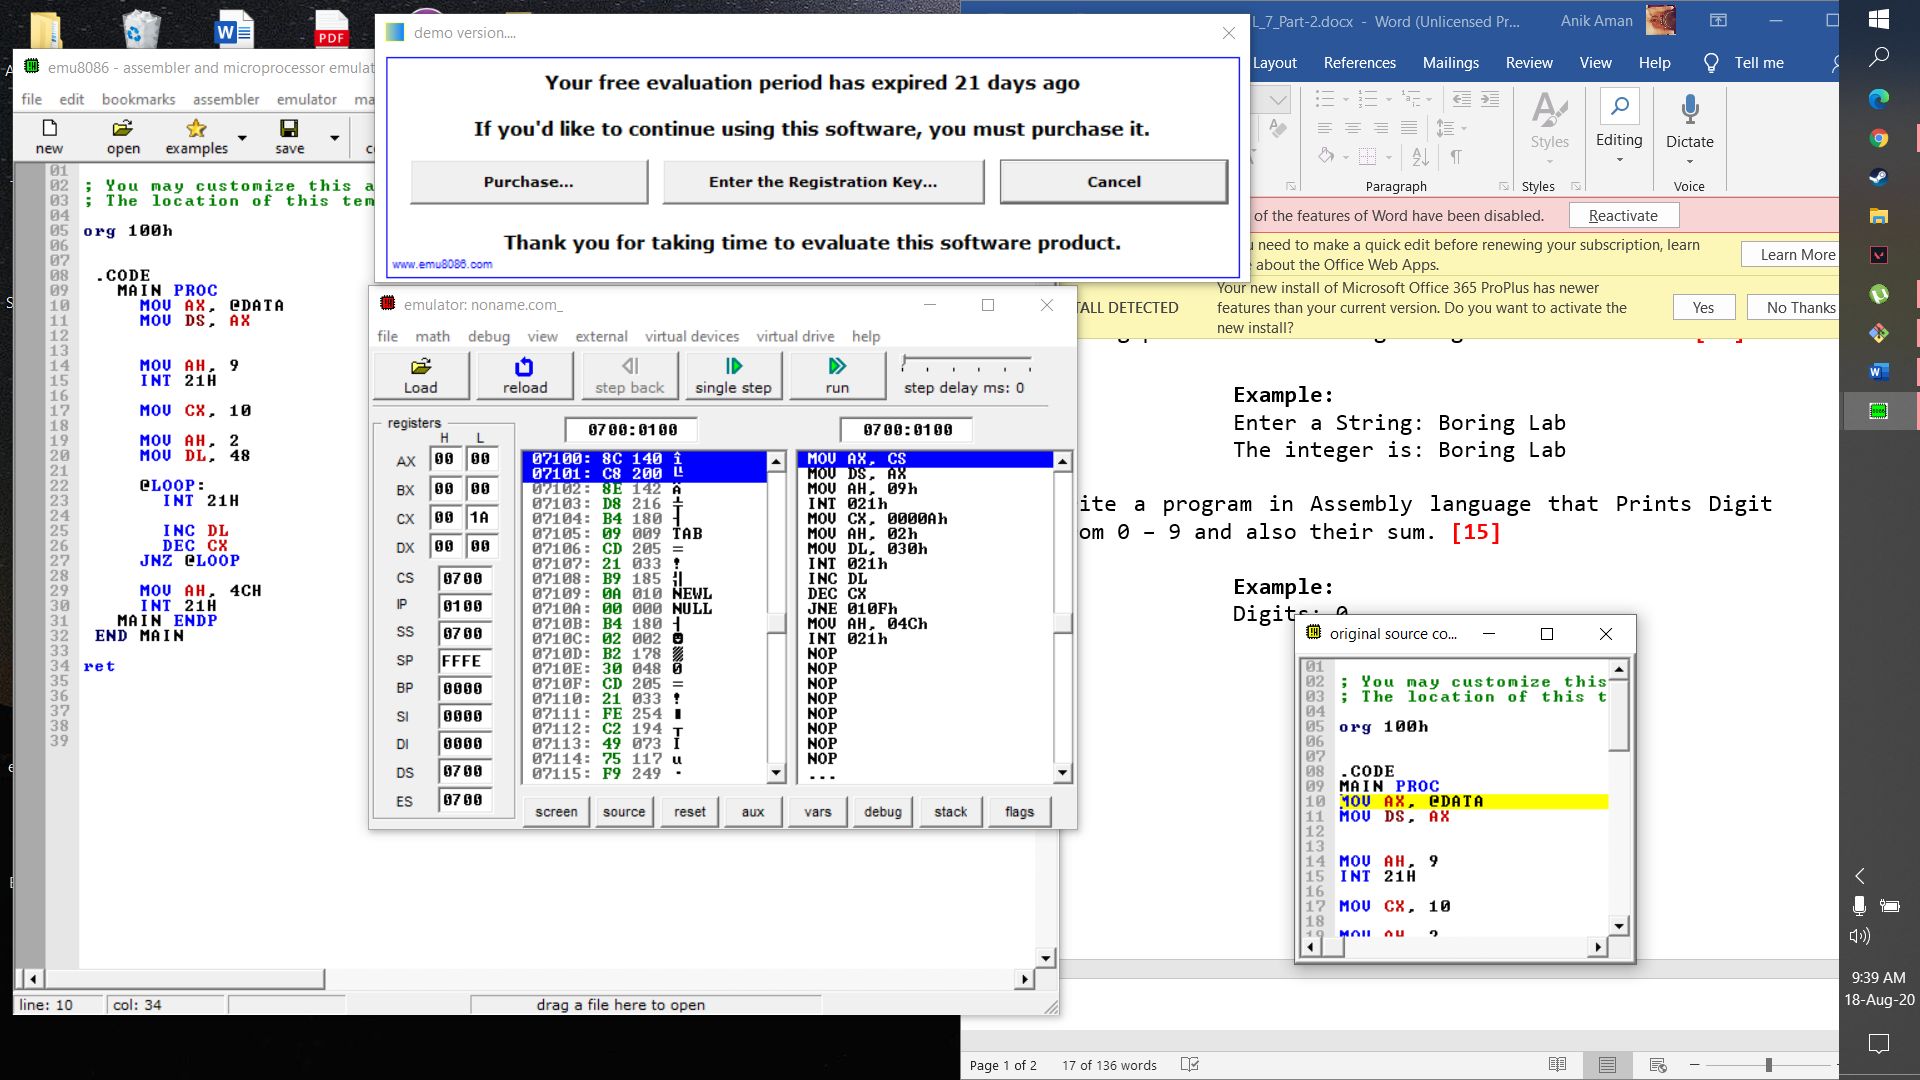 demo version....
Your free evaluation period has expired 21 days ago
If you'd like to continue using this software, you must purchase it.
Purchase...
Enter the Registration Key...
Cancel
Thank you for taking time to evaluate this software product.
www.emu8086.com
PDF
emu8086 - assembler and microprocessor emulat
file edit bookmarks assembler emulator ma
new open examples save
01
02 ; You may customize this a
03 ; The location of this tem
04
05 org 100h
06
07
08 .CODE
09 MAIN PROC
10 MOV AX, @DATA
11 MOV DS, AX
12
13
14 MOV AH, 9
15 INT 21H
16
17 MOV CX, 10
18
19 MOV AH, 2
20 MOV DL, 48
21
22 @LOOP:
23 INT 21H
24
25 INC DL
26 DEC CX
27 JNZ @LOOP
28
29 MOV AH, 4CH
30 INT 21H
31 MAIN ENDP
32 END MAIN
33
34 ret
35
36
37
38
39
line: 10
col: 34
drag a file here to open
emulator: noname.com_
file math debug view external virtual devices virtual drive help
Load reload step back single step run step delay ms: 0
registers
H L
AX 00 00
BX 00 00
CX 00 1A
DX 00 00
CS 0700
IP 0100
SS 0700
SP FFFE
BP 0000
SI 0000
DI 0000
DS 0700
ES 0700
0700:0100
07100: 8C 140 î
07101: C8 200 ╚
07102: 8E 142 Ä
07103: D8 216 ╪
07104: B4 180 ┤
07105: 09 009 TAB
07106: CD 205 =
07107: 21 033 !
07108: B9 185 ╣
07109: 0A 010 NEWL
0710A: 00 000 NULL
0710B: B4 180 ┤
0710C: 02 002 ☻
0710D: B2 178 ▓
0710E: 30 048 0
0710F: CD 205 =
07110: 21 033 !
07111: FE 254 ■
07112: C2 194 ┬
07113: 49 073 I
07114: 75 117 u
07115: F9 249 ·
0700:0100
MOV AX, CS
MOV DS, AX
MOV AH, 09h
INT 021h
MOV CX, 0000Ah
MOV AH, 02h
MOV DL, 030h
INT 021h
INC DL
DEC CX
JNE 010Fh
MOV AH, 04Ch
INT 021h
NOP
NOP
NOP
NOP
NOP
NOP
NOP
NOP
...
screen source reset aux vars debug stack flags
L_7_Part-2.docx - Word (Unlicensed Pr... Anik Aman
Layout References Mailings Review View Help Tell me
Styles Editing Dictate
Paragraph Styles Voice
of the features of Word have been disabled. Reactivate
need to make a quick edit before renewing your subscription, learn
about the Office Web Apps.
Learn More
TALL DETECTED
Your new install of Microsoft Office 365 ProPlus has newer
features than your current version. Do you want to activate the
new install?
Yes No Thanks
Example:
Enter a String: Boring Lab
The integer is: Boring Lab
ite a program in Assembly language that Prints Digit
om 0 – 9 and also their sum. [15]
Example:
Digits: 0
original source co...
01
02 ; You may customize this
03 ; The location of this t
04
05 org 100h
06
07
08 .CODE
09 MAIN PROC
10 MOV AX, @DATA
11 MOV DS, AX
12
13
14 MOV AH, 9
15 INT 21H
16
17 MOV CX, 10
18
19 MOV AH, 2
Page 1 of 2 17 of 136 words
9:39 AM
18-Aug-20